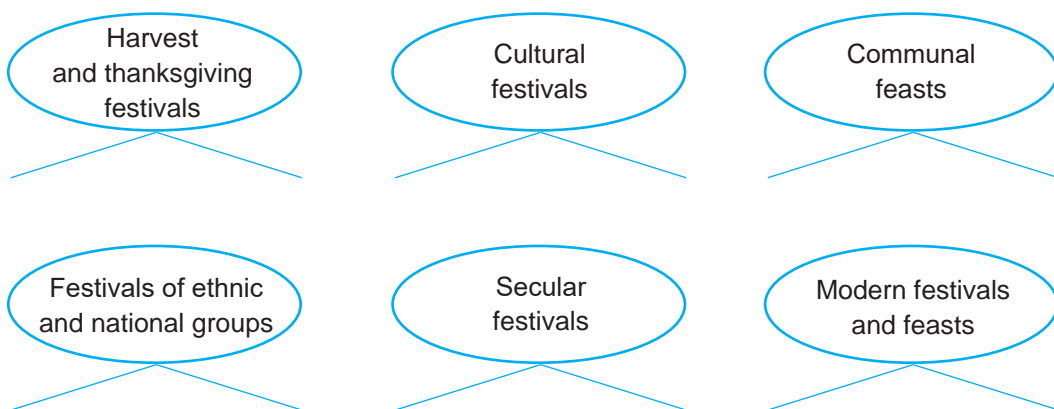 Harvest
and thanksgiving
festivals
Cultural
festivals
Communal
feasts
Festivals of ethnic
and national groups
Secular
festivals
Modern festivals
and feasts